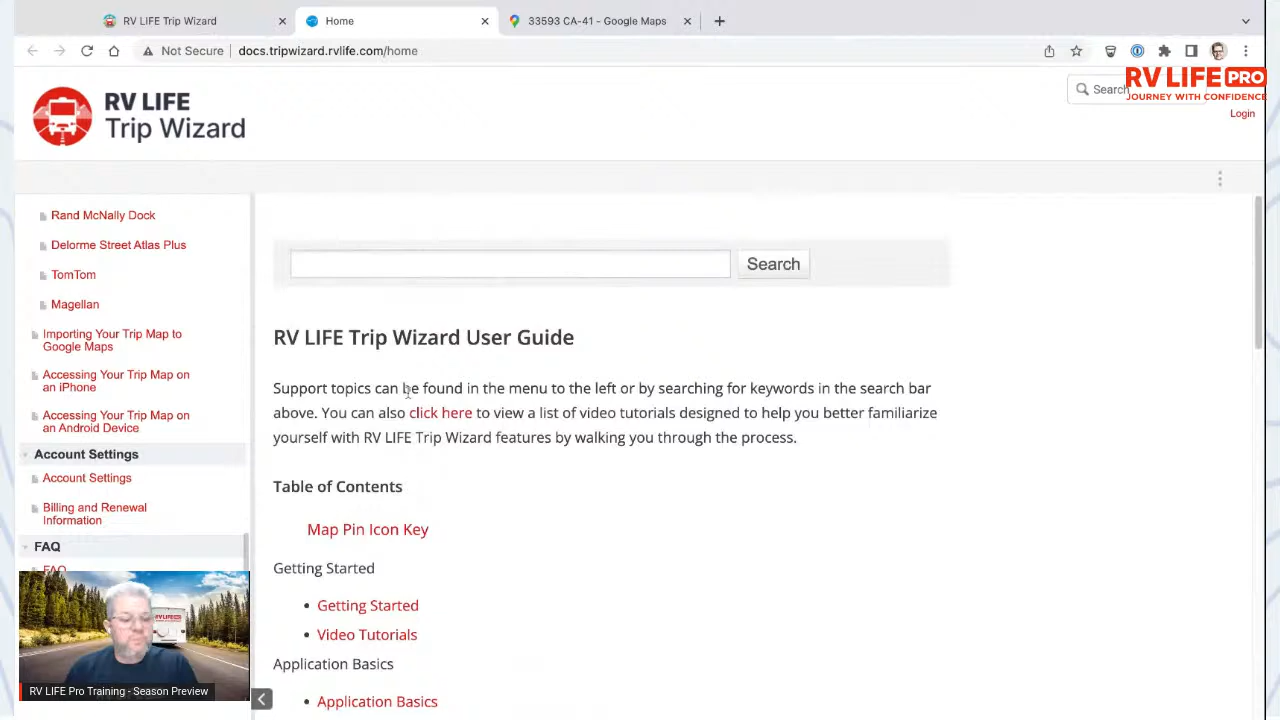 RV LIFE Trip Wizard
Home
33593 CA-41 - Google Maps
Not Secure
docs.tripwizard.rvlife.com/home
RV LIFE PRO
JOURNEY WITH CONFIDENCE
RV LIFE
Trip Wizard
Search
Login
Rand McNally Dock
Delorme Street Atlas Plus
TomTom
Magellan
Importing Your Trip Map to
Google Maps
Accessing Your Trip Map on
an iPhone
Accessing Your Trip Map on
an Android Device
Account Settings
Account Settings
Billing and Renewal
Information
FAQ
FAQ
Search
RV LIFE Trip Wizard User Guide
Support topics can be found in the menu to the left or by searching for keywords in the search bar
above. You can also click here to view a list of video tutorials designed to help you better familiarize
yourself with RV LIFE Trip Wizard features by walking you through the process.
Table of Contents
Map Pin Icon Key
Getting Started
• Getting Started
• Video Tutorials
Application Basics
• Application Basics
RV LIFE PRO
RV LIFE Pro Training - Season Preview